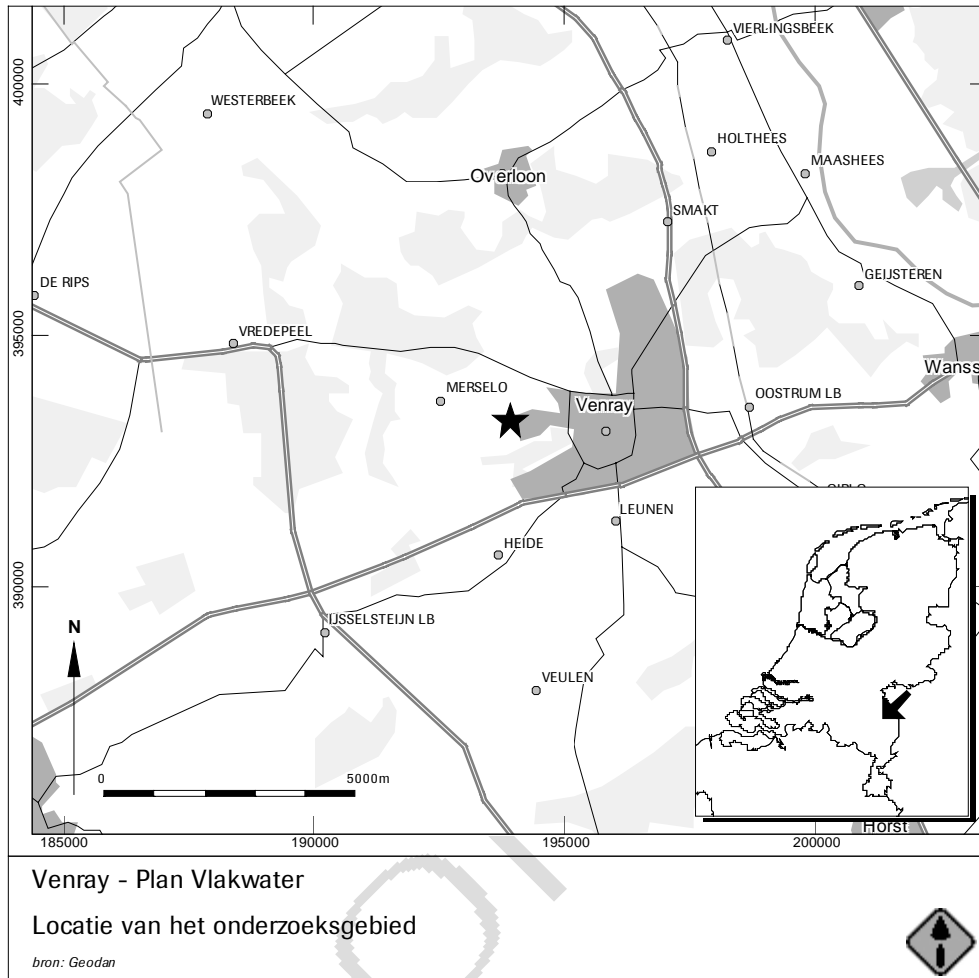 VIERLINGSBEEK
400000
WESTERBEEK
HOLTHEES
MAASHEES
Overloon
SMAKT
GEIJSTEREN
DE RIPS
VREDEPEEL
395000
Wanss
MERSELO
OOSTRUM LB
Venray
LEUNEN
HEIDE
390000
IJSSELSTEIJN LB
N
VEULEN
0 5000m
Horst
185000 190000 195000 200000
Venray - Plan Vlakwater
Locatie van het onderzoeksgebied
bron: Geodan